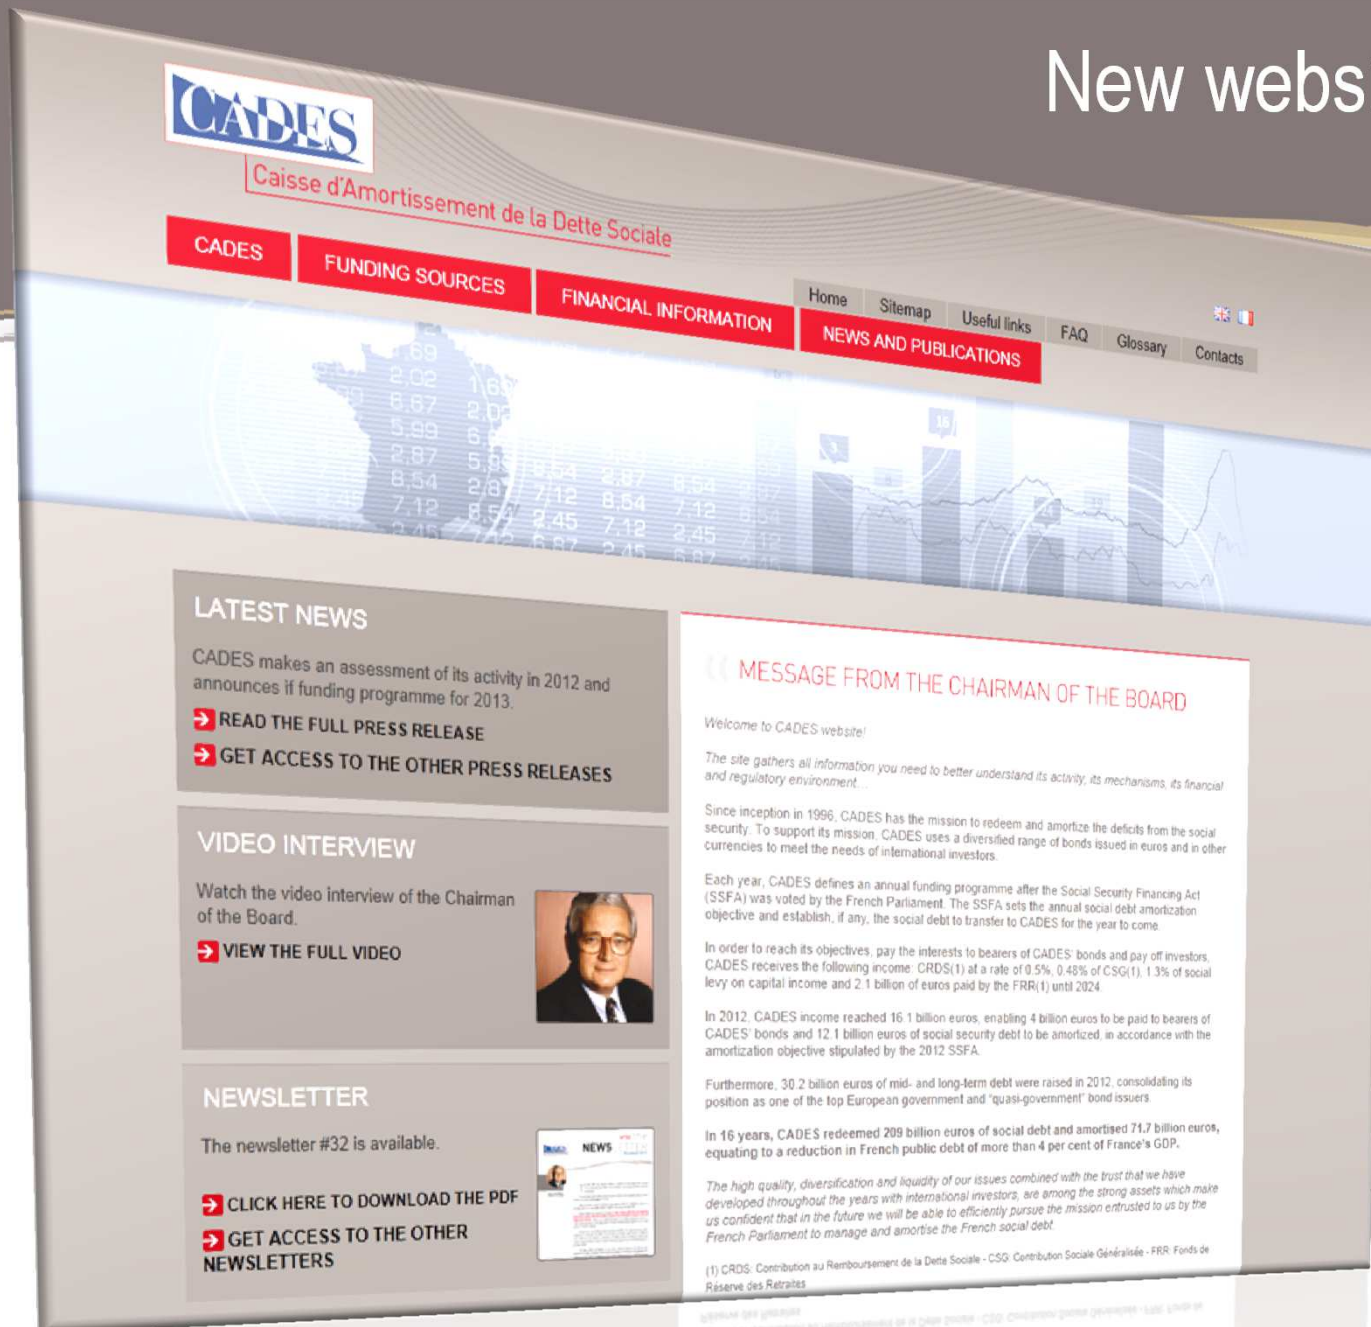 New webs
CADES
Caisse d'Amortissement de la Dette Sociale
CADES
FUNDING SOURCES
FINANCIAL INFORMATION
NEWS AND PUBLICATIONS
Home
Sitemap
Useful links
FAQ
Glossary
Contacts
LATEST NEWS
CADES makes an assessment of its activity in 2012 and
announces if funding programme for 2013.
READ THE FULL PRESS RELEASE
GET ACCESS TO THE OTHER PRESS RELEASES
VIDEO INTERVIEW
Watch the video interview of the Chairman
of the Board.
VIEW THE FULL VIDEO
NEWSLETTER
The newsletter #32 is available.
NEWS
CLICK HERE TO DOWNLOAD THE PDF
GET ACCESS TO THE OTHER
NEWSLETTERS
MESSAGE FROM THE CHAIRMAN OF THE BOARD
Welcome to CADES website!
The site gathers all information you need to better understand its activity, its mechanisms, its financial
and regulatory environment...
Since inception in 1996, CADES has the mission to redeem and amortize the deficits from the social
security. To support its mission, CADES uses a diversified range of bonds issued in euros and in other
currencies to meet the needs of international investors.
Each year, CADES defines an annual funding programme after the Social Security Financing Act
(SSFA) was voted by the French Parliament. The SSFA sets the annual social debt amortization
objective and establish, if any, the social debt to transfer to CADES for the year to come.
In order to reach its objectives, pay the interests to bearers of CADES' bonds and pay off investors,
CADES receives the following income: CRDS(1) at a rate of 0.5%, 0.48% of CSG(1), 1.3% of social
levy on capital income and 2.1 billion of euros paid by the FRR(1) until 2024.
In 2012, CADES income reached 16.1 billion euros, enabling 4 billion euros to be paid to bearers of
CADES' bonds and 12.1 billion euros of social security debt to be amortized, in accordance with the
amortization objective stipulated by the 2012 SSFA.
Furthermore, 30.2 billion euros of mid- and long-term debt were raised in 2012, consolidating its
position as one of the top European government and "quasi-government" bond issuers.
In 16 years, CADES redeemed 209 billion euros of social debt and amortised 71.7 billion euros,
equating to a reduction in French public debt of more than 4 per cent of France's GDP.
The high quality, diversification and liquidity of our issues combined with the trust that we have
developed throughout the years with international investors, are among the strong assets which make
us confident that in the future we will be able to efficiently pursue the mission entrusted to us by the
French Parliament to manage and amortise the French social debt.
(1) CRDS: Contribution au Remboursement de la Dette Sociale - CSG: Contribution Sociale Généralisée - FRR: Fonds de
Réserve des Retraites